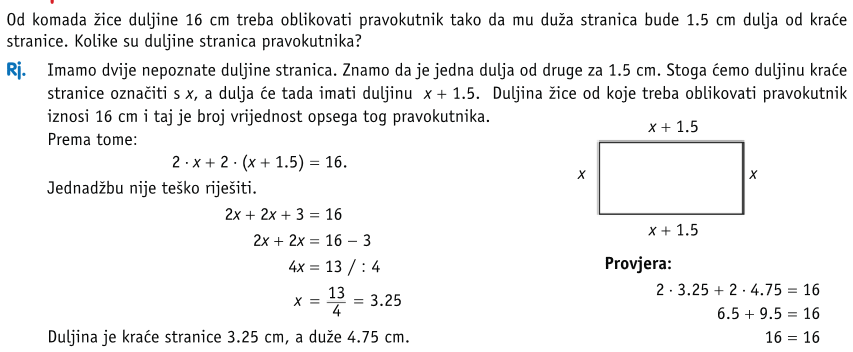 Od komada žice duljine 16 cm treba oblikovati pravokutnik tako da mu duža stranica bude 1.5 cm dulja od kraće
stranice. Kolike su duljine stranica pravokutnika?
Rj. Imamo dvije nepoznate duljine stranica. Znamo da je jedna dulja od druge za 1.5 cm. Stoga ćemo duljinu kraće
stranice označiti s x, a dulja će tada imati duljinu x + 1.5. Duljina žice od koje treba oblikovati pravokutnik
iznosi 16 cm i taj je broj vrijednost opsega tog pravokutnika.
Prema tome:
2 · x + 2 · (x + 1.5) = 16.
Jednadžbu nije teško riješiti.
2x + 2x + 3 = 16
2x + 2x = 16 − 3
4x = 13 / : 4
x = 13/4 = 3.25
Duljina je kraće stranice 3.25 cm, a duže 4.75 cm.
x + 1.5
x
x
x + 1.5
Provjera:
2 · 3.25 + 2 · 4.75 = 16
6.5 + 9.5 = 16
16 = 16